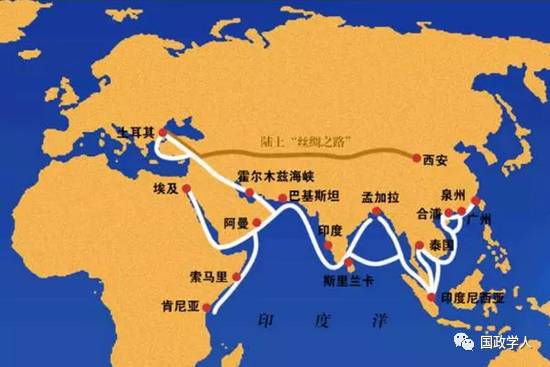 土耳其
陆上“丝绸之路”
西安
埃及
霍尔木兹海峡
巴基斯坦
孟加拉
泉州
合浦
广州
阿曼
印度
泰国
索马里
斯里兰卡
印度尼西亚
肯尼亚
印度洋
国政学人